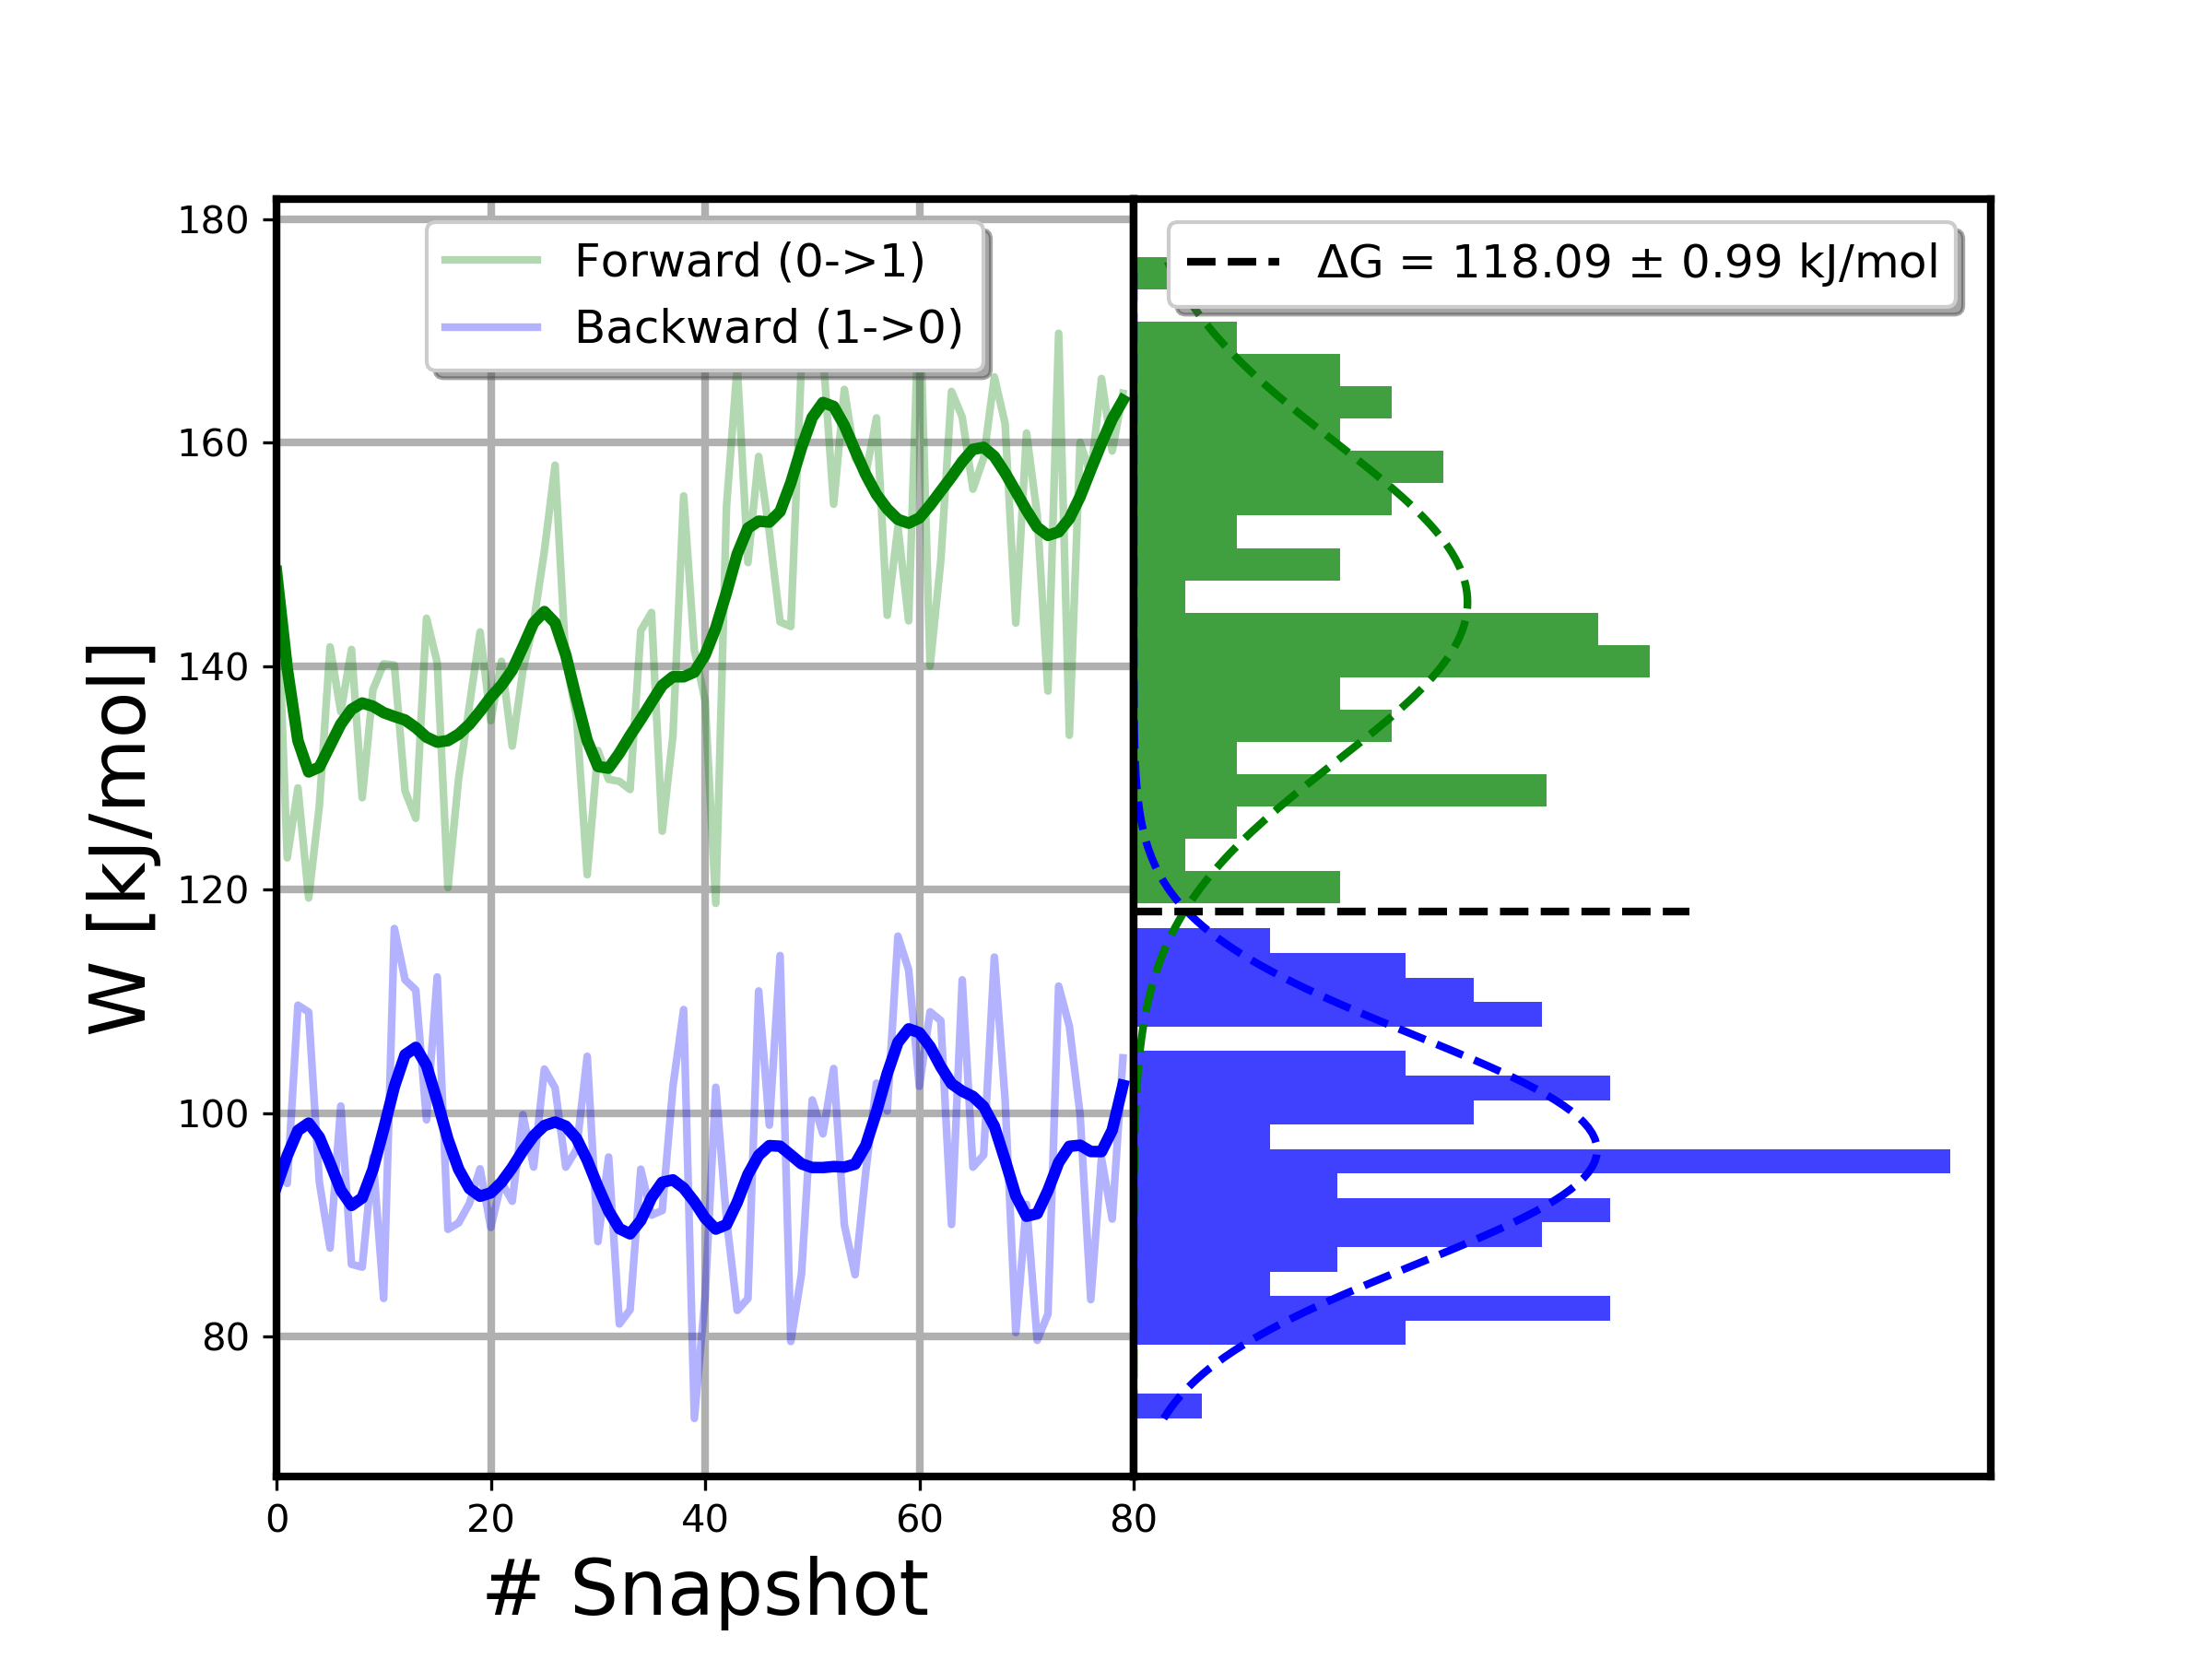 Forward (0->1)
Backward (1->0)
ΔG = 118.09 ± 0.99 kJ/mol
W [kJ/mol]
180
160
140
120
100
80
0 20 40 60 80
# Snapshot